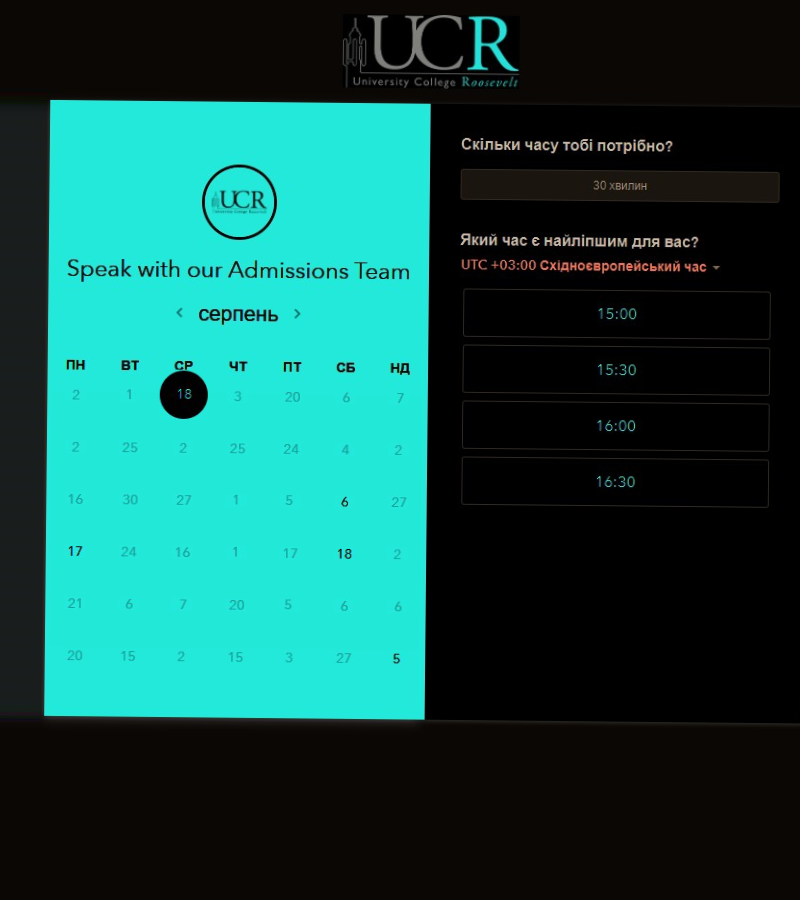 UCR
University College Roosevelt
UCR
University College Roosevelt
Speak with our Admissions Team
серпень
ПН ВТ СР ЧТ ПТ СБ НД
2 1 18 3 20 6 7
2 25 2 25 24 4 2
16 30 27 1 5 6 27
17 24 16 1 17 18 2
21 6 7 20 5 6 6
20 15 2 15 3 27 5
Скільки часу тобі потрібно?
30 хвилин
Який час є найліпшим для вас?
UTC +03:00 Східноєвропейський час
15:00
15:30
16:00
16:30